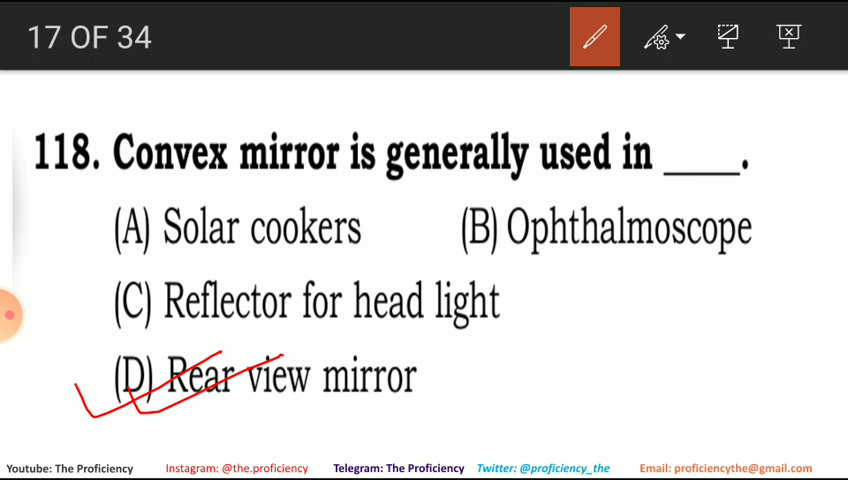 17 OF 34
118. Convex mirror is generally used in ____.
(A) Solar cookers (B) Ophthalmoscope
(C) Reflector for head light
(D) Rear view mirror
Youtube: The Proficiency Instagram: @the.proficiency Telegram: The Proficiency Twitter: @proficiency_the Email: proficiencythe@gmail.com